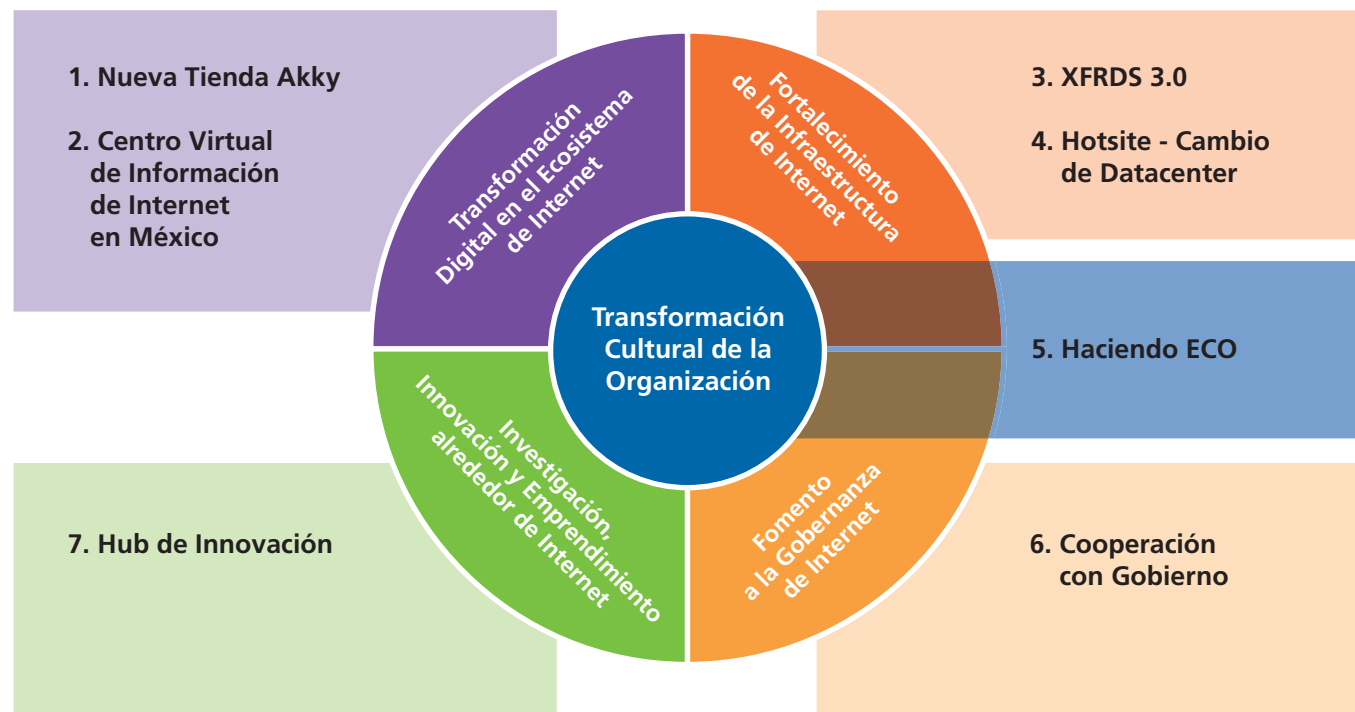 1. Nueva Tienda Akky
2. Centro Virtual
de Información
de Internet
en México
Transformación
Digital en el Ecosistema
de Internet
Fortalecimiento
de la Infraestructura
de Internet
3. XFRDS 3.0
4. Hotsite - Cambio
de Datacenter
Transformación
Cultural de la
Organización
5. Haciendo ECO
Investigación,
Innovación y Emprendimiento
alrededor de Internet
7. Hub de Innovación
Fomento
a la Gobernanza
de Internet
6. Cooperación
con Gobierno